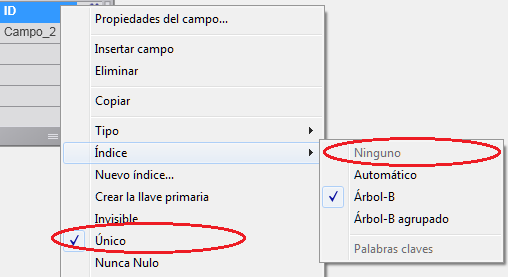 ID
Campo_2
Propiedades del campo...
Insertar campo
Eliminar
Copiar
Tipo
Índice
Nuevo índice...
Crear la llave primaria
Invisible
Único
Nunca Nulo
Ninguno
Automático
Árbol-B
Árbol-B agrupado
Palabras claves